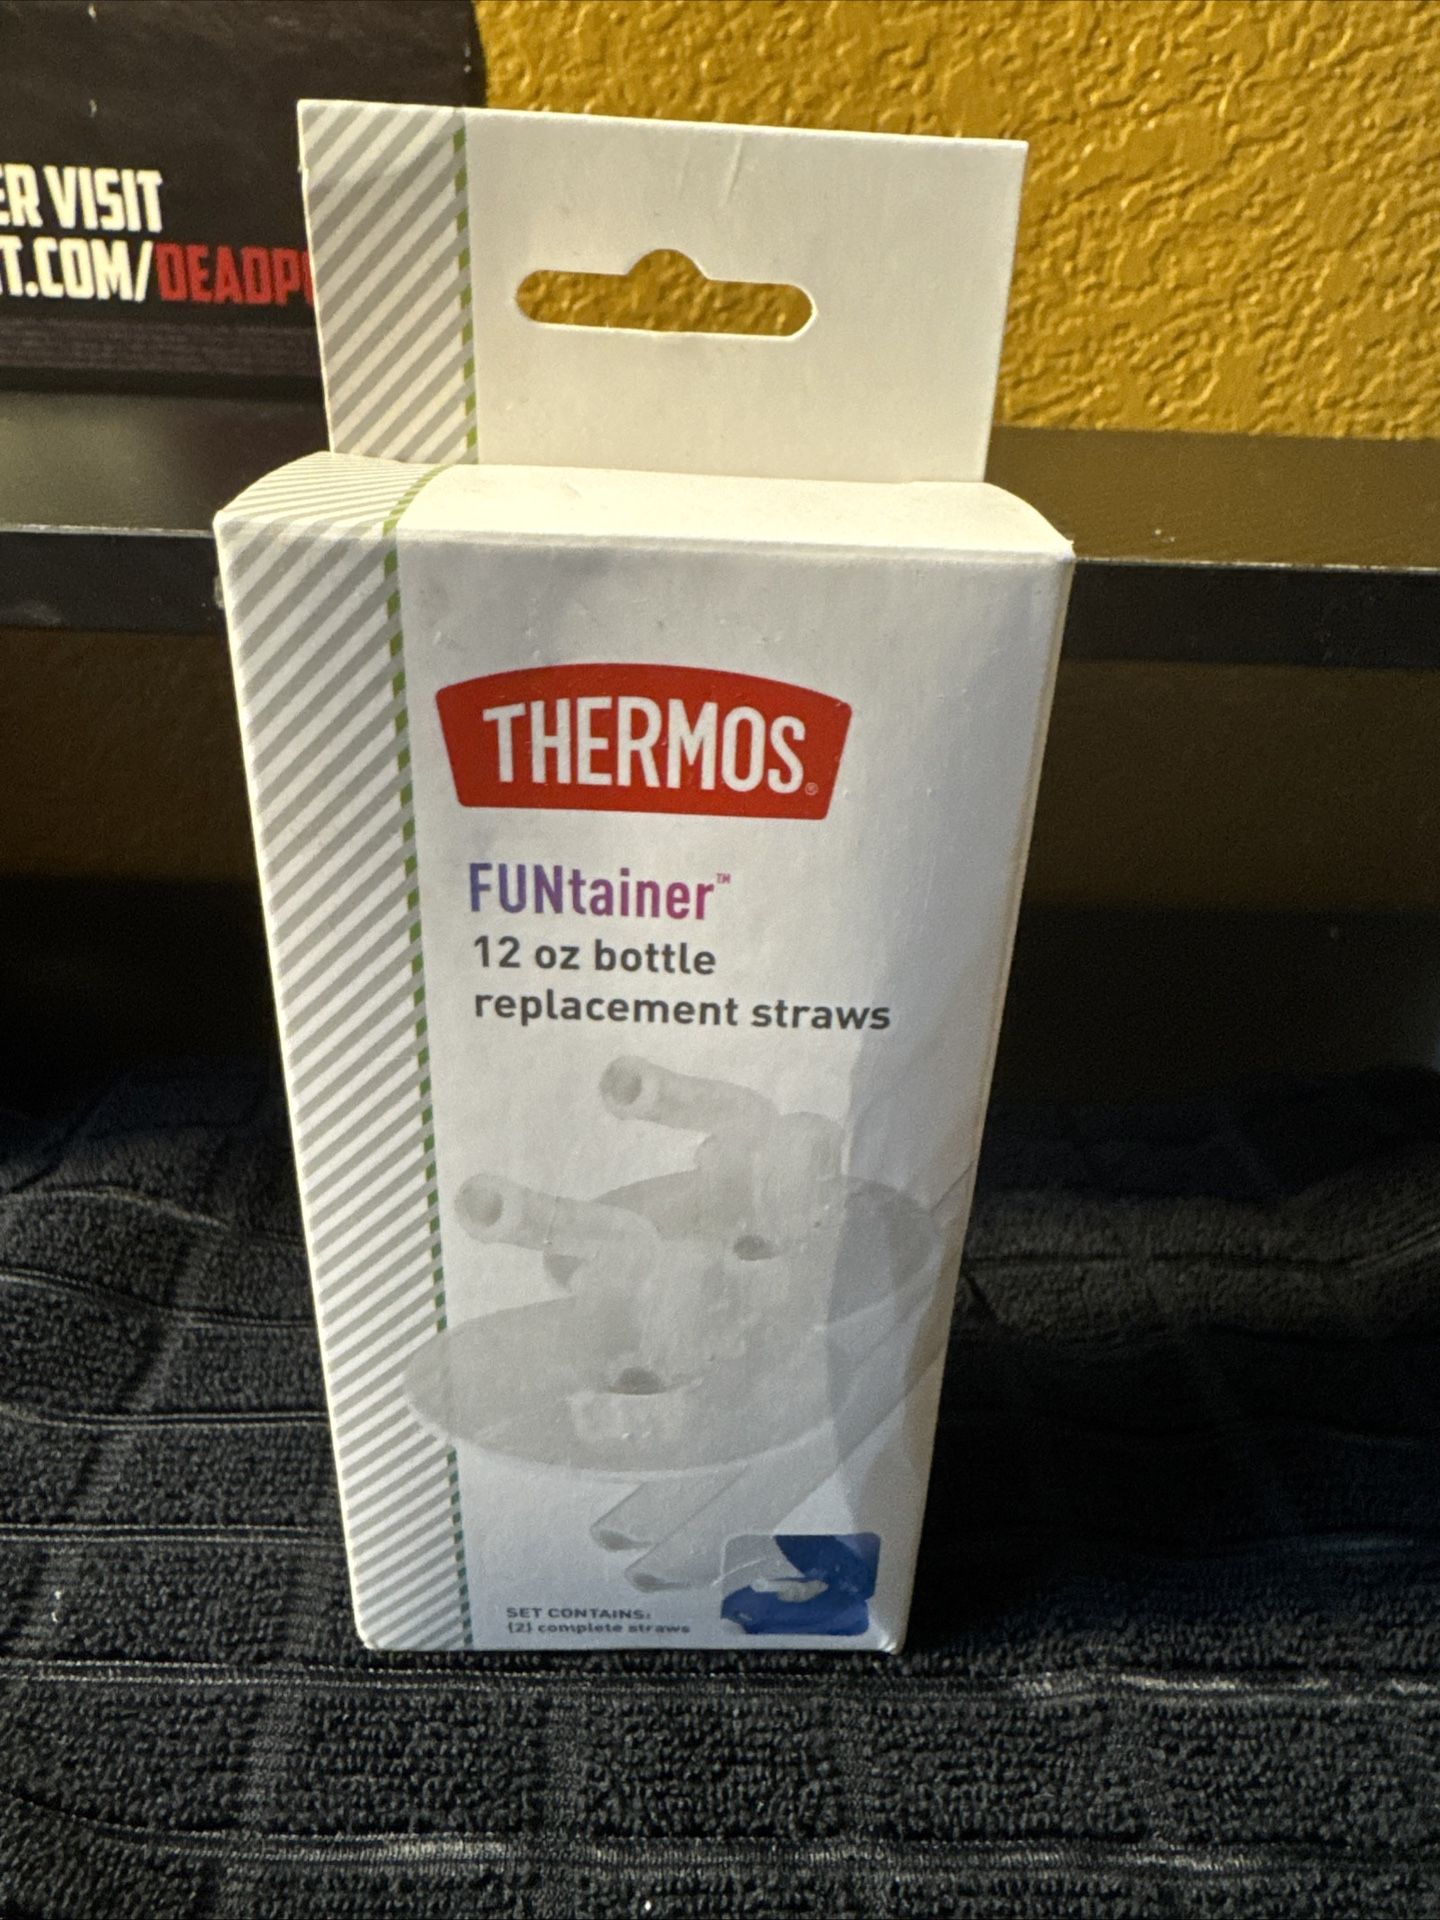 ER VISIT
T.COM/DEADP
THERMOS®
FUNtainer™
12 oz bottle
replacement straws
SET CONTAINS:
(2) complete straws